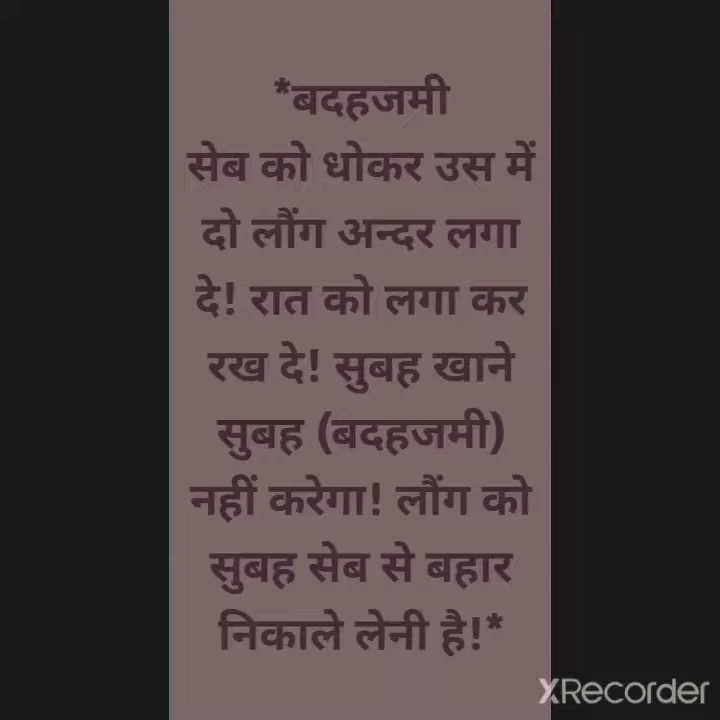 *बदहजमी
सेब को धोकर उस में
दो लौंग अन्दर लगा
दे! रात को लगा कर
रख दे! सुबह खाने
सुबह (बदहजमी)
नहीं करेगा! लौंग को
सुबह सेब से बहार
निकाले लेनी है!*
XRecorder